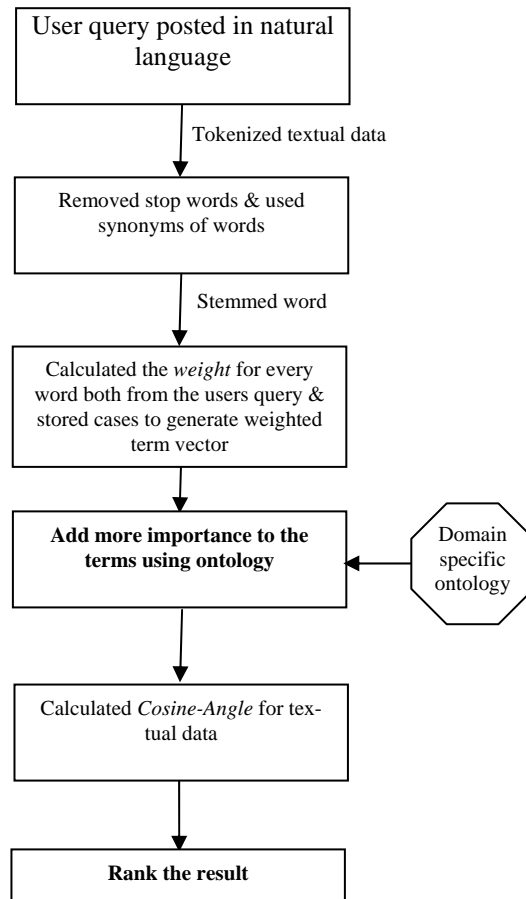 User query posted in natural
language
Tokenized textual data
Removed stop words & used
synonyms of words
Stemmed word
Calculated the weight for every
word both from the users query &
stored cases to generate weighted
term vector
Add more importance to the
terms using ontology
Domain
specific
ontology
Calculated Cosine-Angle for tex-
tual data
Rank the result